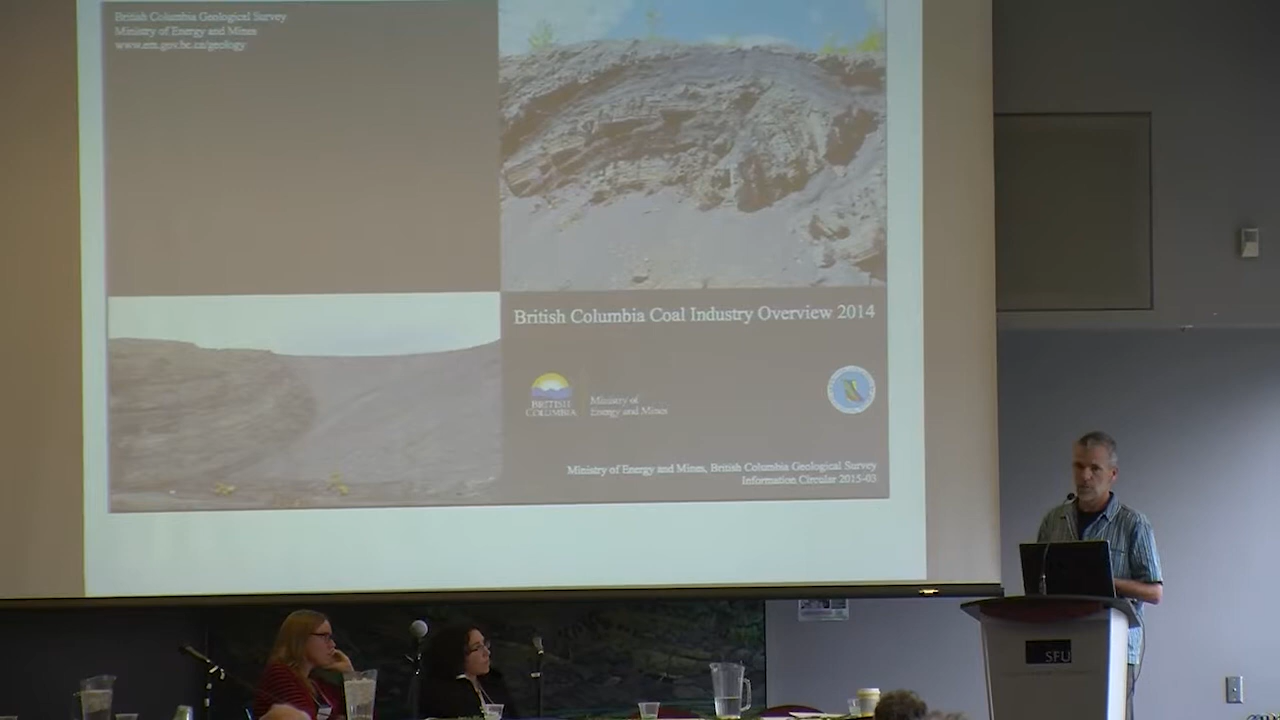 British Columbia Geological Survey
Ministry of Energy and Mines
www.em.gov.bc.ca/geology
British Columbia Coal Industry Overview 2014
BRITISH
COLUMBIA
Ministry of
Energy and Mines
Ministry of Energy and Mines, British Columbia Geological Survey
Information Circular 2015-03
SFU